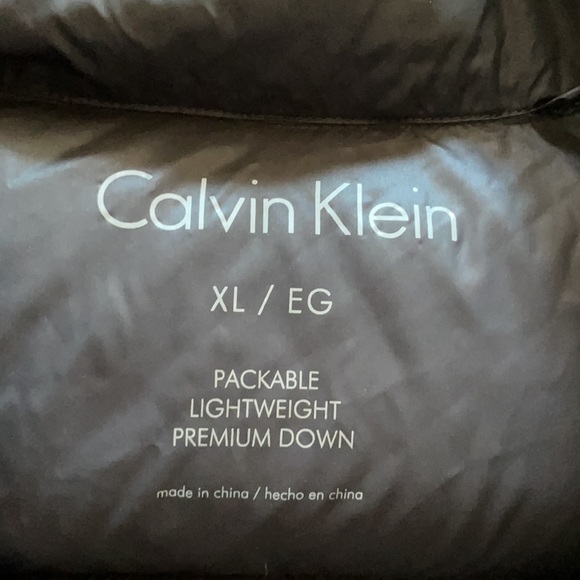 Calvin Klein
XL / EG
PACKABLE
LIGHTWEIGHT
PREMIUM DOWN
made in china / hecho en china